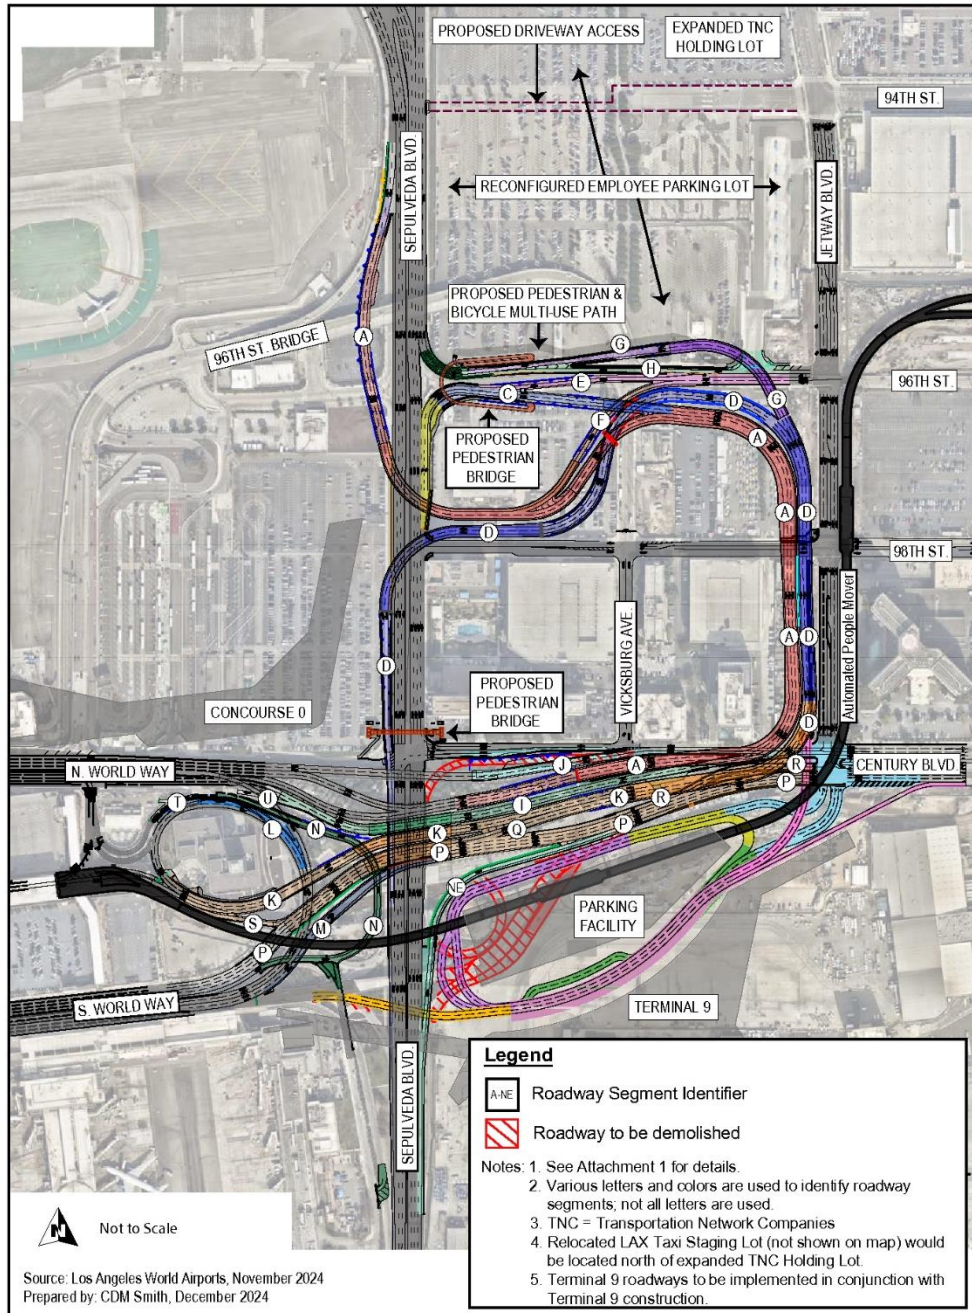 PROPOSED DRIVEWAY ACCESS
EXPANDED TNC
HOLDING LOT
94TH ST.
SEPULVEDA BLVD.
RECONFIGURED EMPLOYEE PARKING LOT
JETWAY BLVD.
PROPOSED PEDESTRIAN &
BICYCLE MULTI-USE PATH
96TH ST. BRIDGE
A
G
H
E
C
D
G
96TH ST.
F
A
PROPOSED
PEDESTRIAN
BRIDGE
A
D
D
98TH ST.
VICKSBURG AVE.
Automated People Mover
A
D
D
PROPOSED
PEDESTRIAN
BRIDGE
CONCOURSE 0
D
N. WORLD WAY
J
A
R
CENTURY BLVD
P
T
U
L
N
I
K
R
K
Q
P
P
NE
PARKING
FACILITY
K
S
M
N
P
S. WORLD WAY
TERMINAL 9
SEPULVEDA BLVD.
Legend
A-NE
Roadway Segment Identifier
Roadway to be demolished
Notes: 1. See Attachment 1 for details.
2. Various letters and colors are used to identify roadway
segments; not all letters are used.
3. TNC = Transportation Network Companies
4. Relocated LAX Taxi Staging Lot (not shown on map) would
be located north of expanded TNC Holding Lot.
5. Terminal 9 roadways to be implemented in conjunction with
Terminal 9 construction.
N
Not to Scale
Source: Los Angeles World Airports, November 2024
Prepared by: CDM Smith, December 2024